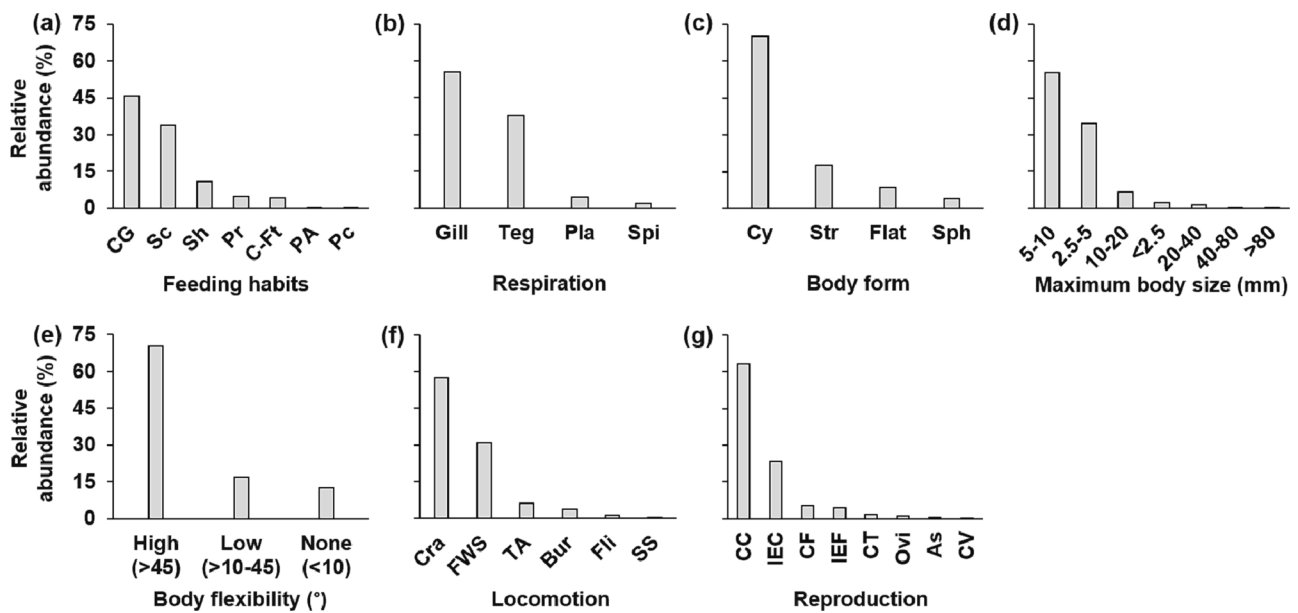 (a)
(b)
(c)
(d)
Relative
abundance (%)
75
60
45
30
15
0
CG Sc Sh Pr C-Ft PA Pc
Feeding habits
Gill Teg Pla Spi
Respiration
Cy Str Flat Sph
Body form
5-10 2.5-5 10-20 <2.5 20-40 40-80 >80
Maximum body size (mm)
(e)
(f)
(g)
Relative
abundance (%)
75
60
45
30
15
0
High Low None
(>45) (>10-45) (<10)
Body flexibility (°)
Cra FWS TA Bur Fli SS
Locomotion
CC IEC CF IEF CT Ovi As CV
Reproduction